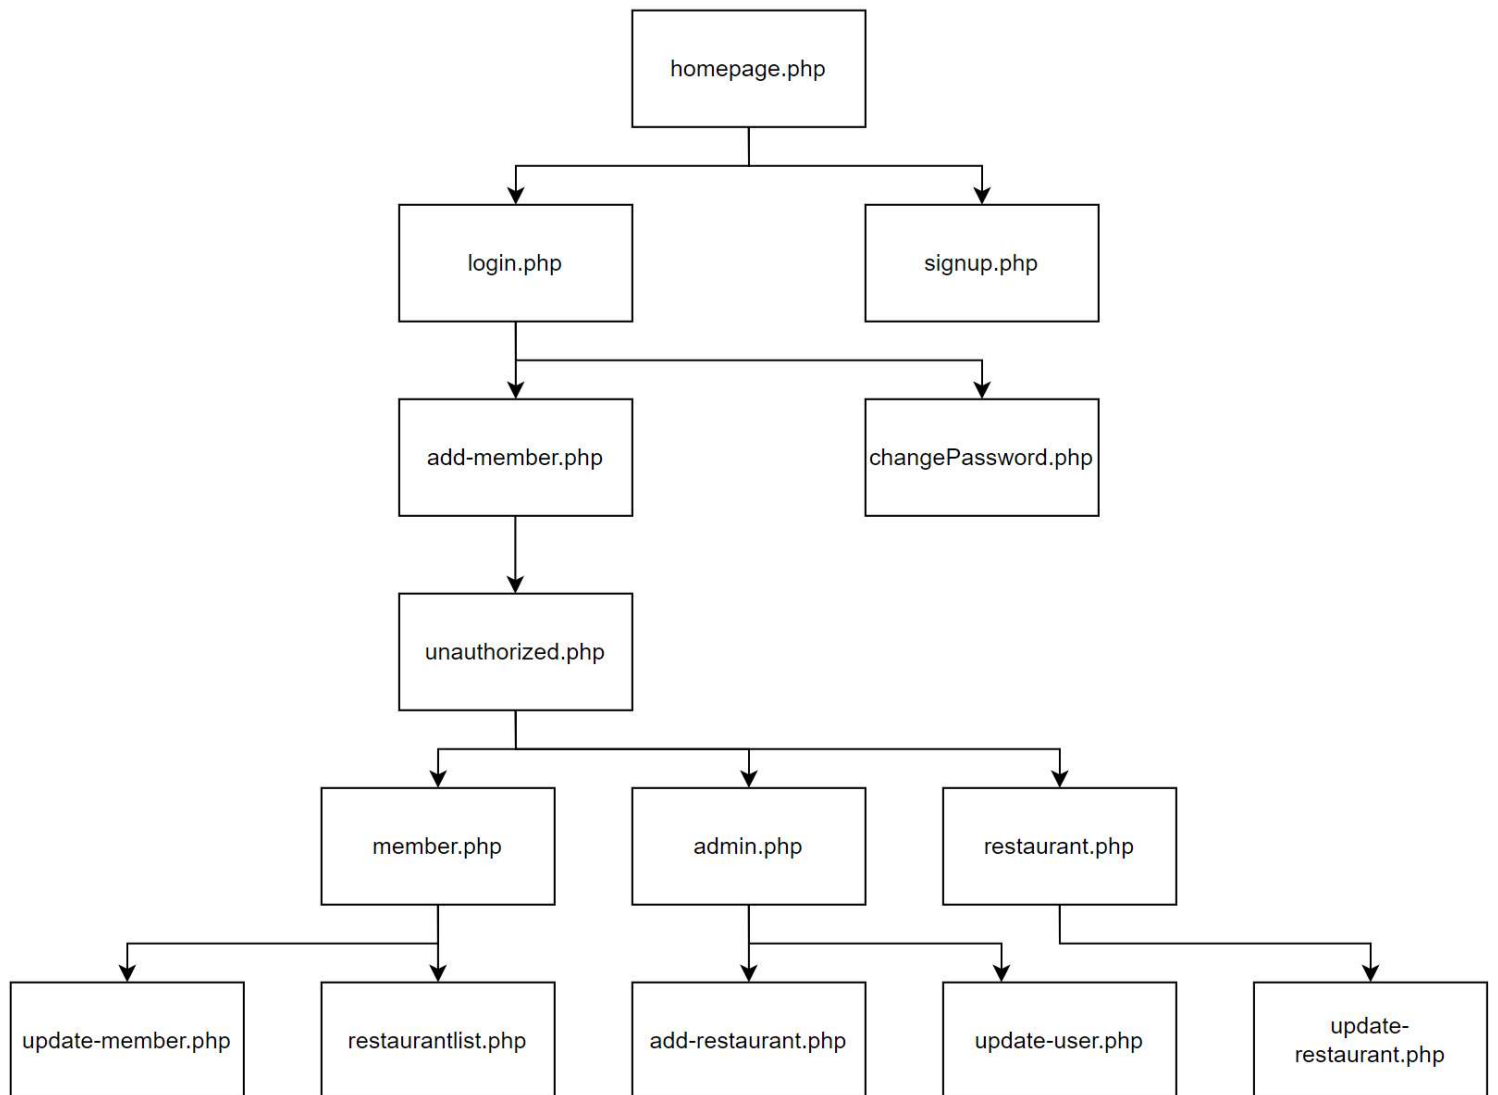 homepage.php
login.php
signup.php
add-member.php
changePassword.php
unauthorized.php
member.php
admin.php
restaurant.php
update-member.php
restaurantlist.php
add-restaurant.php
update-user.php
update-
restaurant.php